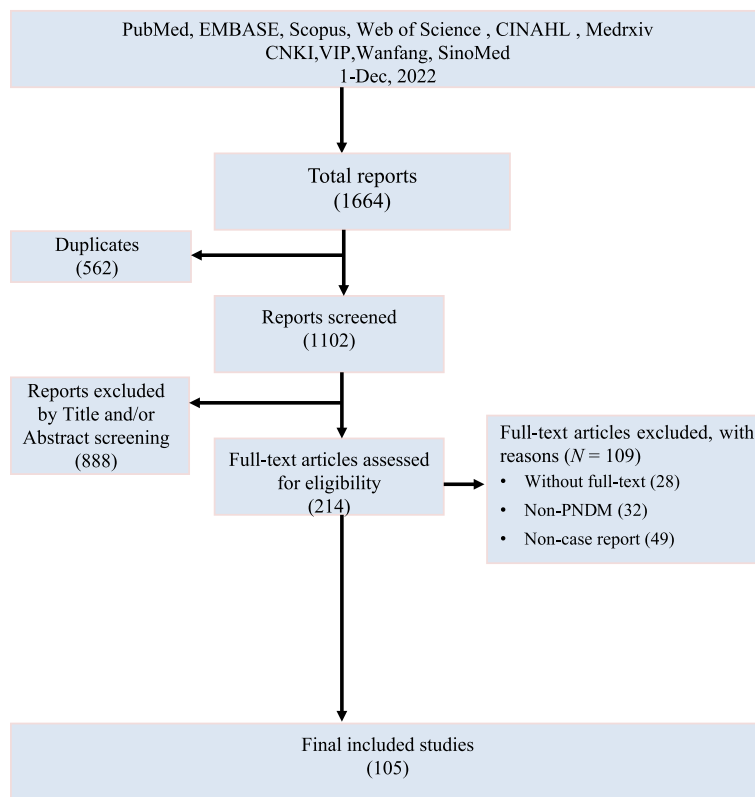 PubMed, EMBASE, Scopus, Web of Science , CINAHL , Medrxiv
CNKI,VIP,Wanfang, SinoMed
1-Dec, 2022
Total reports
(1664)
Duplicates
(562)
Reports screened
(1102)
Reports excluded
by Title and/or
Abstract screening
(888)
Full-text articles assessed
for eligibility
(214)
Full-text articles excluded, with
reasons (N = 109)
• Without full-text (28)
• Non-PNDM (32)
• Non-case report (49)
Final included studies
(105)